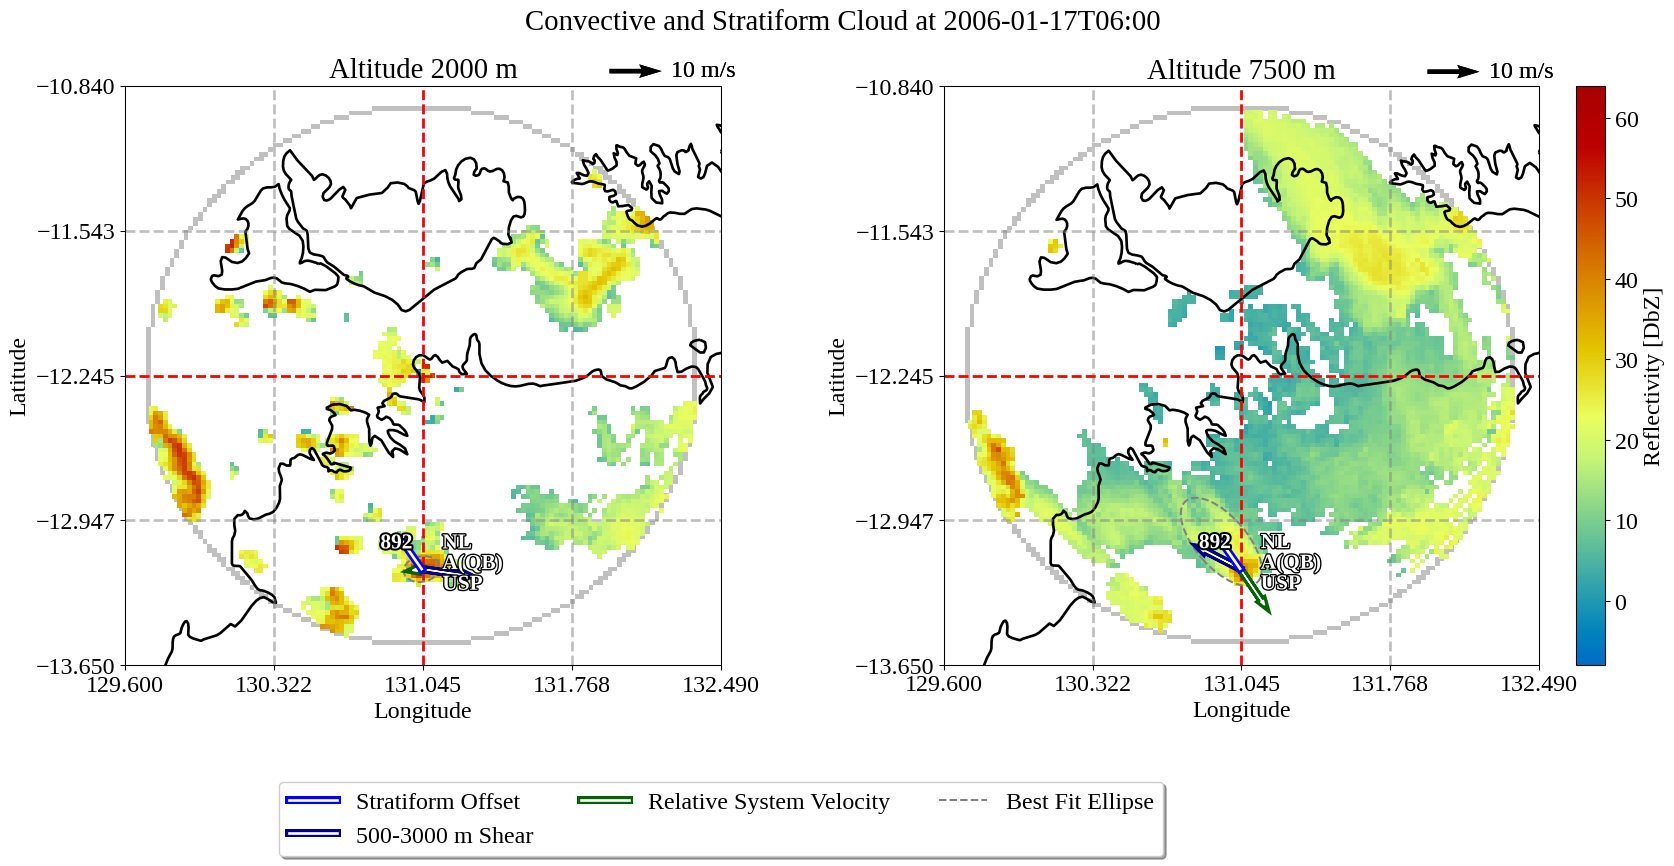 Convective and Stratiform Cloud at 2006-01-17T06:00
Altitude 2000 m
10 m/s
Altitude 7500 m
10 m/s
−10.840
−11.543
−12.245
−12.947
−13.650
Latitude
129.600
130.322
131.045
131.768
132.490
Longitude
892
NL
A(QB)
USP
−10.840
−11.543
−12.245
−12.947
−13.650
Latitude
129.600
130.322
131.045
131.768
132.490
Longitude
892
NL
A(QB)
USP
60
50
40
30
20
10
0
Reflectivity [DbZ]
Stratiform Offset
Relative System Velocity
Best Fit Ellipse
500-3000 m Shear